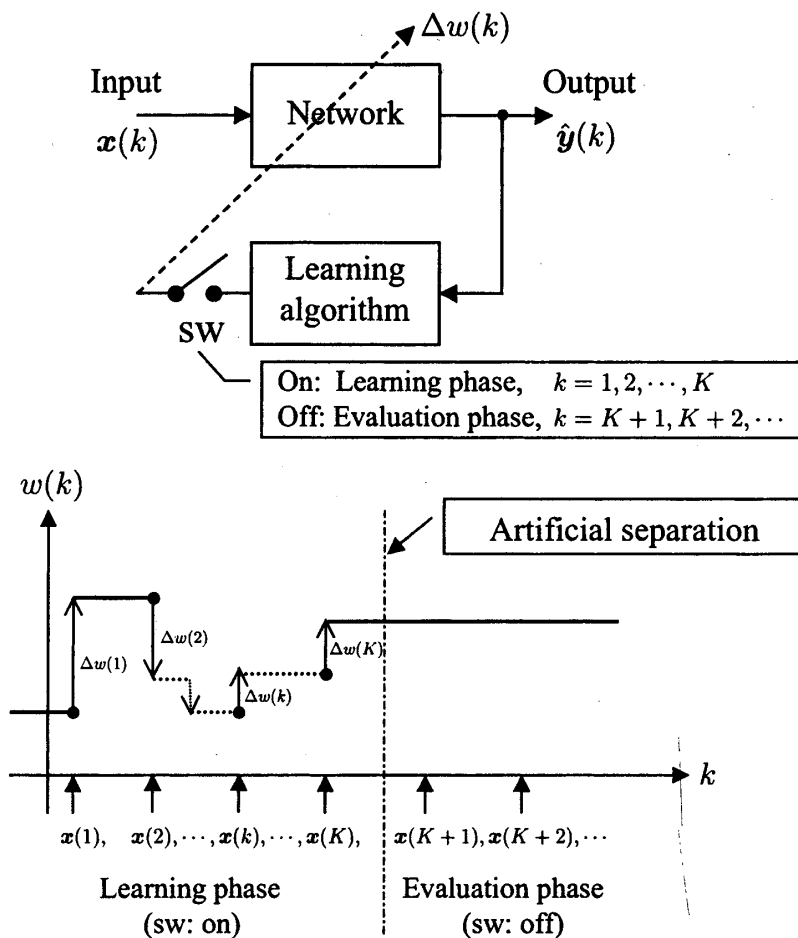 Δw(k)
Input
Network
Output
x(k)
ŷ(k)
Learning
algorithm
SW
On: Learning phase, k = 1, 2, ⋯, K
Off: Evaluation phase, k = K + 1, K + 2, ⋯
w(k)
Artificial separation
Δw(1)
Δw(2)
Δw(k)
Δw(K)
k
x(1), x(2), ⋯, x(k), ⋯, x(K), x(K + 1), x(K + 2), ⋯
Learning phase Evaluation phase
(sw: on) (sw: off)